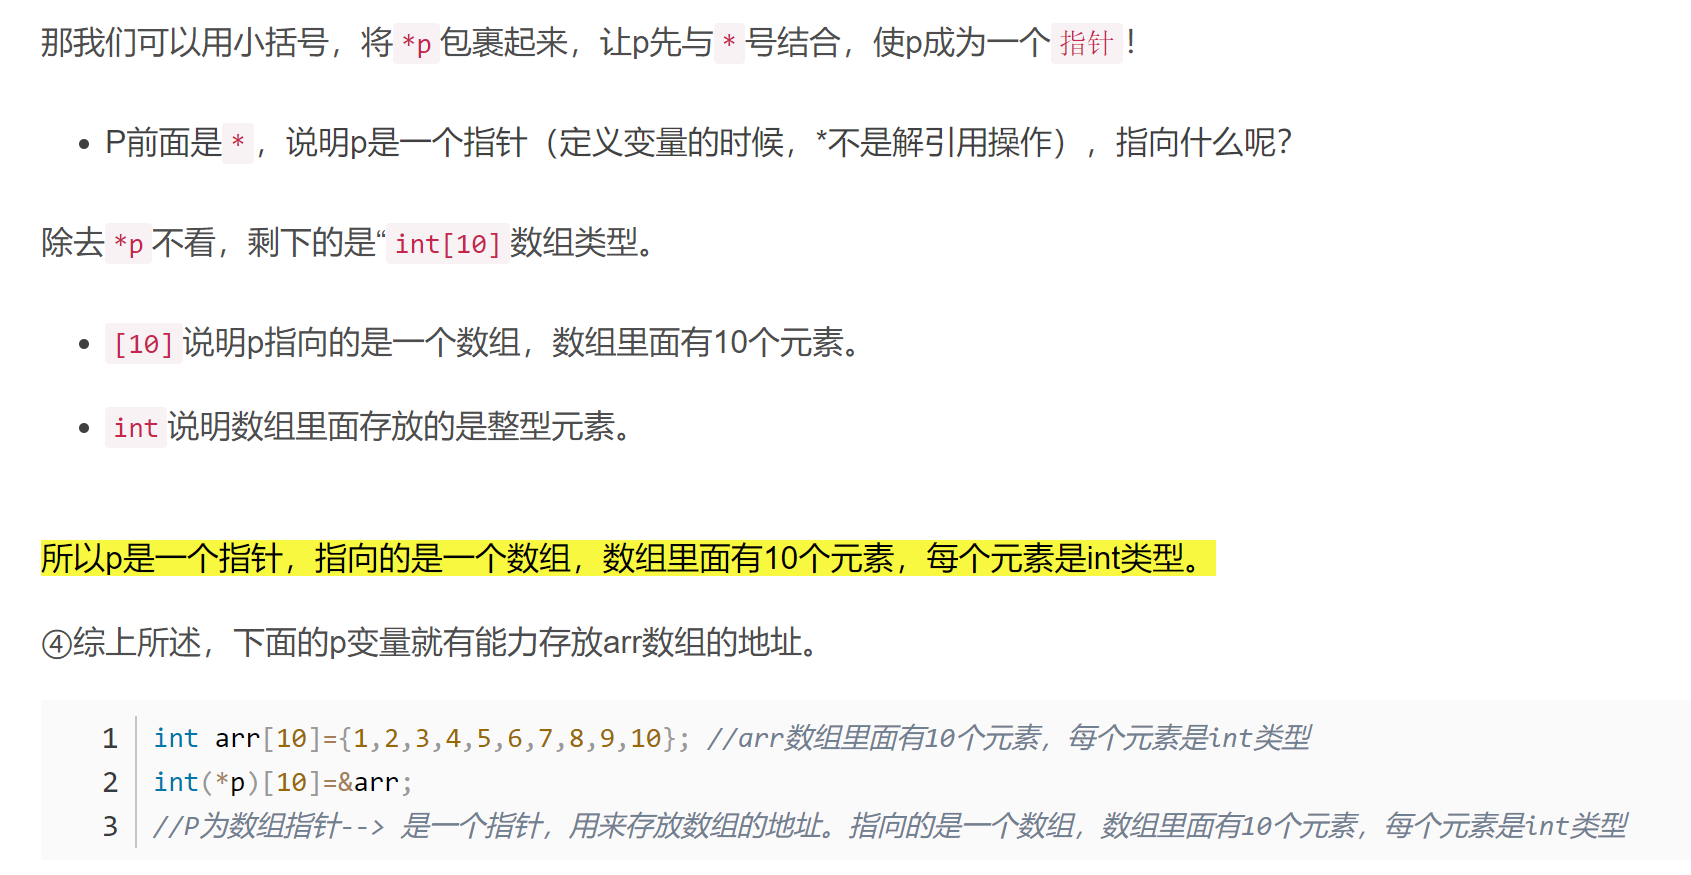 那我们可以用小括号，将*p包裹起来，让p先与*号结合，使p成为一个指针！
• P前面是*，说明p是一个指针（定义变量的时候，*不是解引用操作），指向什么呢？
除去*p不看，剩下的是“int[10]数组类型。
• [10]说明p指向的是一个数组，数组里面有10个元素。
• int说明数组里面存放的是整型元素。
所以p是一个指针，指向的是一个数组，数组里面有10个元素，每个元素是int类型。
④综上所述，下面的p变量就有能力存放arr数组的地址。
1 int arr[10]={1,2,3,4,5,6,7,8,9,10}; //arr数组里面有10个元素，每个元素是int类型
2 int(*p)[10]=&arr;
3 //P为数组指针--> 是一个指针，用来存放数组的地址。指向的是一个数组，数组里面有10个元素，每个元素是int类型